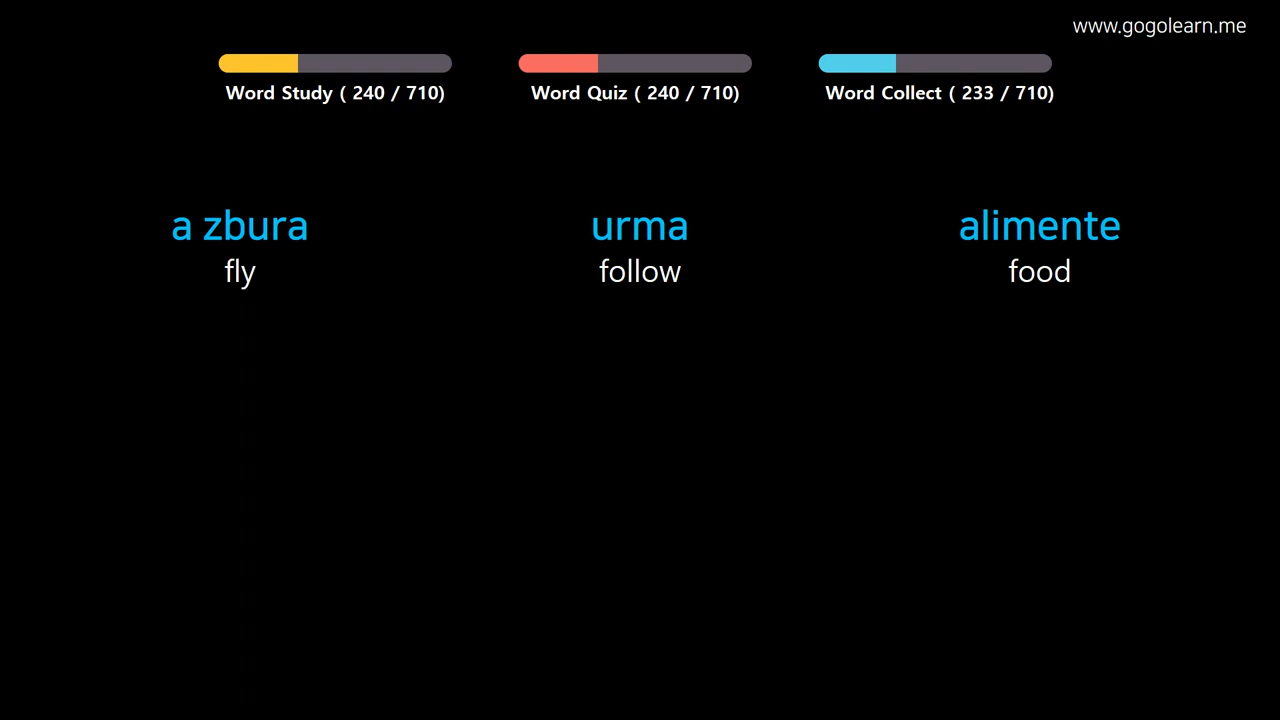 www.gogolearn.me
Word Study ( 240 / 710)
Word Quiz ( 240 / 710)
Word Collect ( 233 / 710)
a zbura
fly
urma
follow
alimente
food